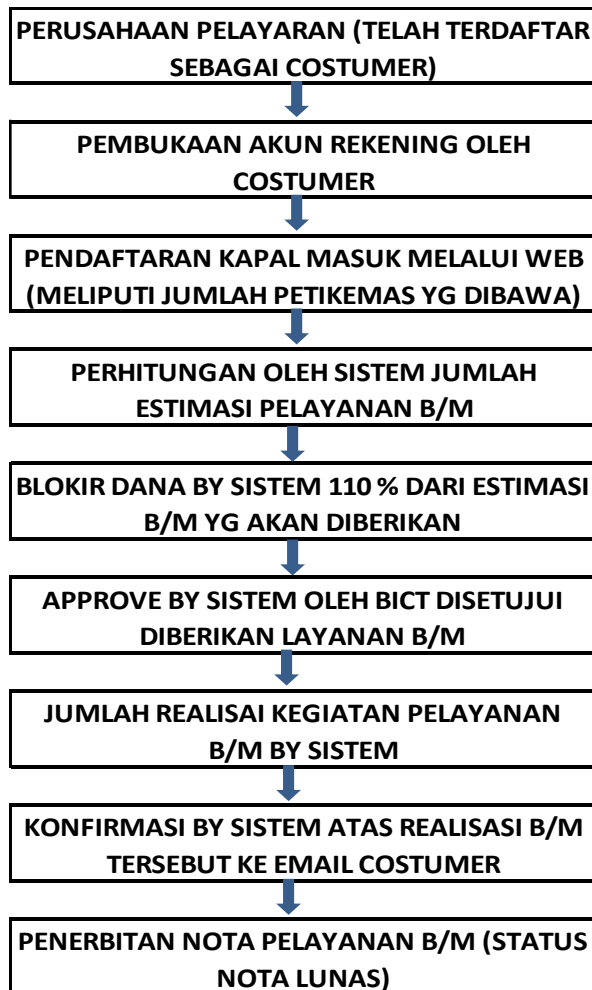 PERUSAHAAN PELAYARAN (TELAH TERDAFTAR
SEBAGAI COSTUMER)
PEMBUKAAN AKUN REKENING OLEH
COSTUMER
PENDAFTARAN KAPAL MASUK MELALUI WEB
(MELIPUTI JUMLAH PETIKEMAS YG DIBAWA)
PERHITUNGAN OLEH SISTEM JUMLAH
ESTIMASI PELAYANAN B/M
BLOKIR DANA BY SISTEM 110 % DARI ESTIMASI
B/M YG AKAN DIBERIKAN
APPROVE BY SISTEM OLEH BICT DISETUJUI
DIBERIKAN LAYANAN B/M
JUMLAH REALISAI KEGIATAN PELAYANAN
B/M BY SISTEM
KONFIRMASI BY SISTEM ATAS REALISASI B/M
TERSEBUT KE EMAIL COSTUMER
PENERBITAN NOTA PELAYANAN B/M (STATUS
NOTA LUNAS)